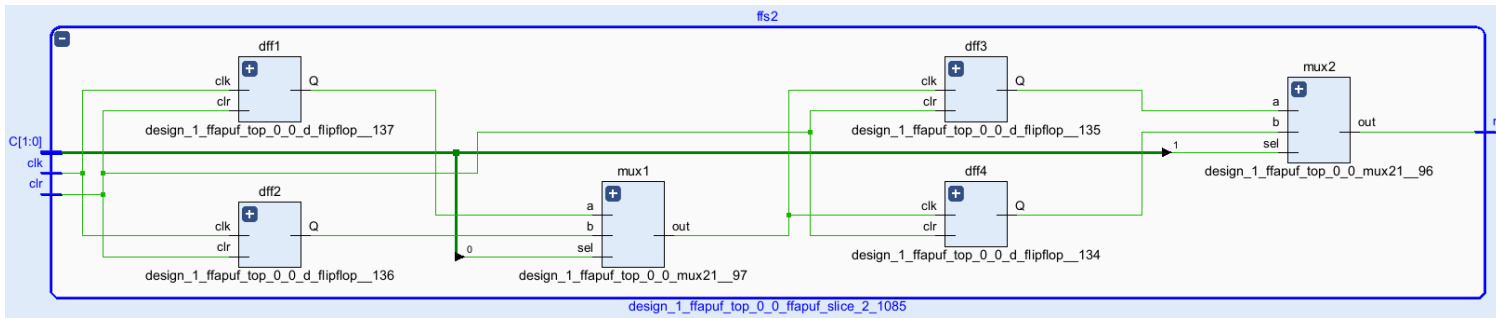 ffs2
dff1
clk
clr
Q
design_1_ffapuf_top_0_0_d_flipflop__137
dff2
clk
clr
Q
design_1_ffapuf_top_0_0_d_flipflop__136
C[1:0]
clk
clr
0
mux1
a
b
sel
out
design_1_ffapuf_top_0_0_mux21__97
dff3
clk
clr
Q
design_1_ffapuf_top_0_0_d_flipflop__135
dff4
clk
clr
Q
design_1_ffapuf_top_0_0_d_flipflop__134
1
mux2
a
b
sel
out
design_1_ffapuf_top_0_0_mux21__96
design_1_ffapuf_top_0_0_ffapuf_slice_2_1085